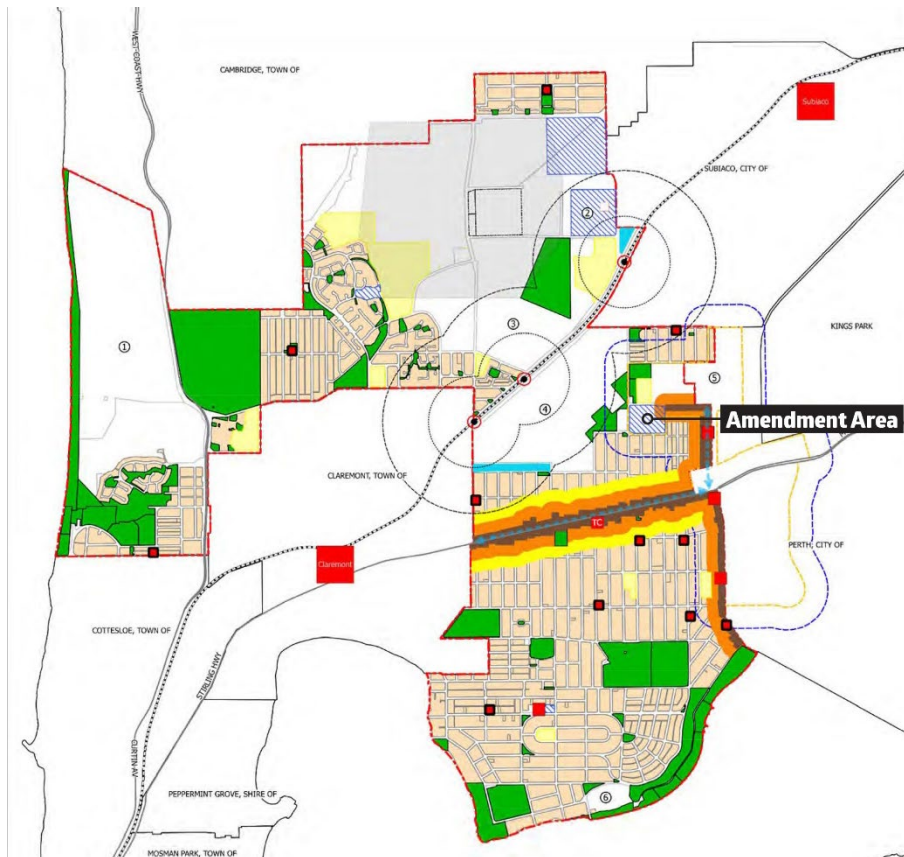 WEST COAST HWY
CAMBRIDGE, TOWN OF
Subiaco
SUBIACO, CITY OF
2
KINGS PARK
1
3
5
4
Amendment Area
H
CLAREMONT, TOWN OF
TC
Claremont
PERTH, CITY OF
COTTESLOE, TOWN OF
STIRLING HWY
CURTIN AV
6
PEPPERMINT GROVE, SHIRE OF
MOSMAN PARK, TOWN OF